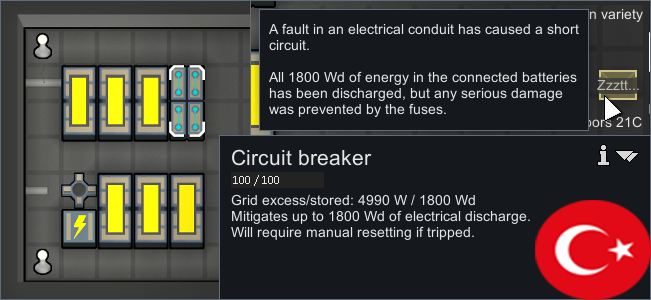 n variety
A fault in an electrical conduit has caused a short
circuit.
All 1800 Wd of energy in the connected batteries
has been discharged, but any serious damage
was prevented by the fuses.
Zzztt...
oors 21C
Circuit breaker
100 / 100
Grid excess/stored: 4990 W / 1800 Wd
Mitigates up to 1800 Wd of electrical discharge.
Will require manual resetting if tripped.